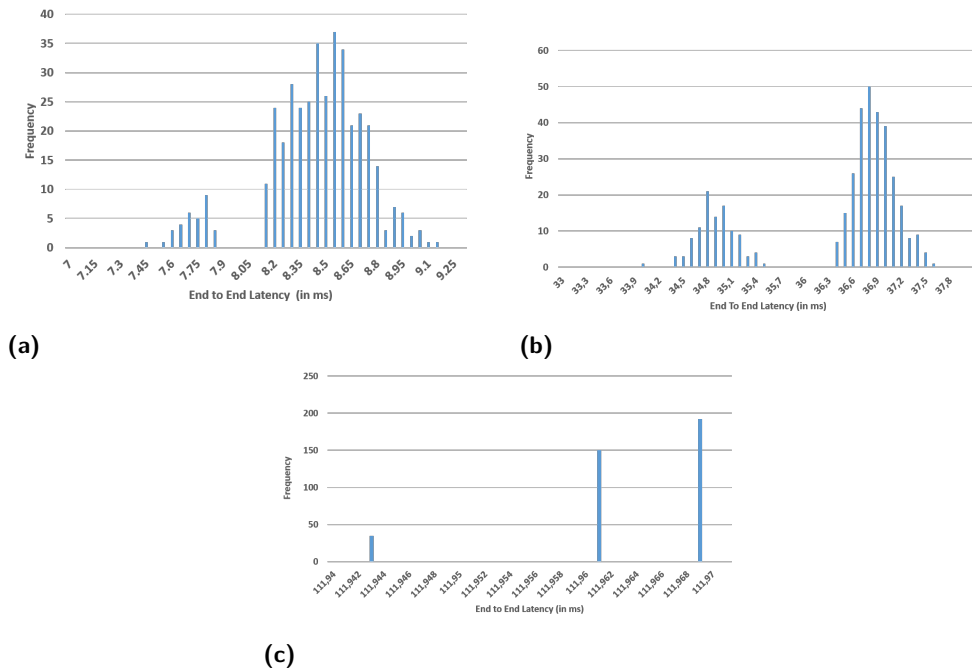 40
35
30
25
20
15
10
5
0
Frequency
7 7.15 7.3 7.45 7.6 7.75 7.9 8.05 8.2 8.35 8.5 8.65 8.8 8.95 9.1 9.25
End to End Latency (in ms)
(a)
60
50
40
30
20
10
0
Frequency
33 33,3 33,6 33,9 34,2 34,5 34,8 35,1 35,4 35,7 36 36,3 36,6 36,9 37,2 37,5 37,8
End To End Latency (in ms)
(b)
250
200
150
100
50
0
Frequency
111,94 111,942 111,944 111,946 111,948 111,95 111,952 111,954 111,956 111,958 111,96 111,962 111,964 111,966 111,968 111,97
End to End Latency (in ms)
(c)